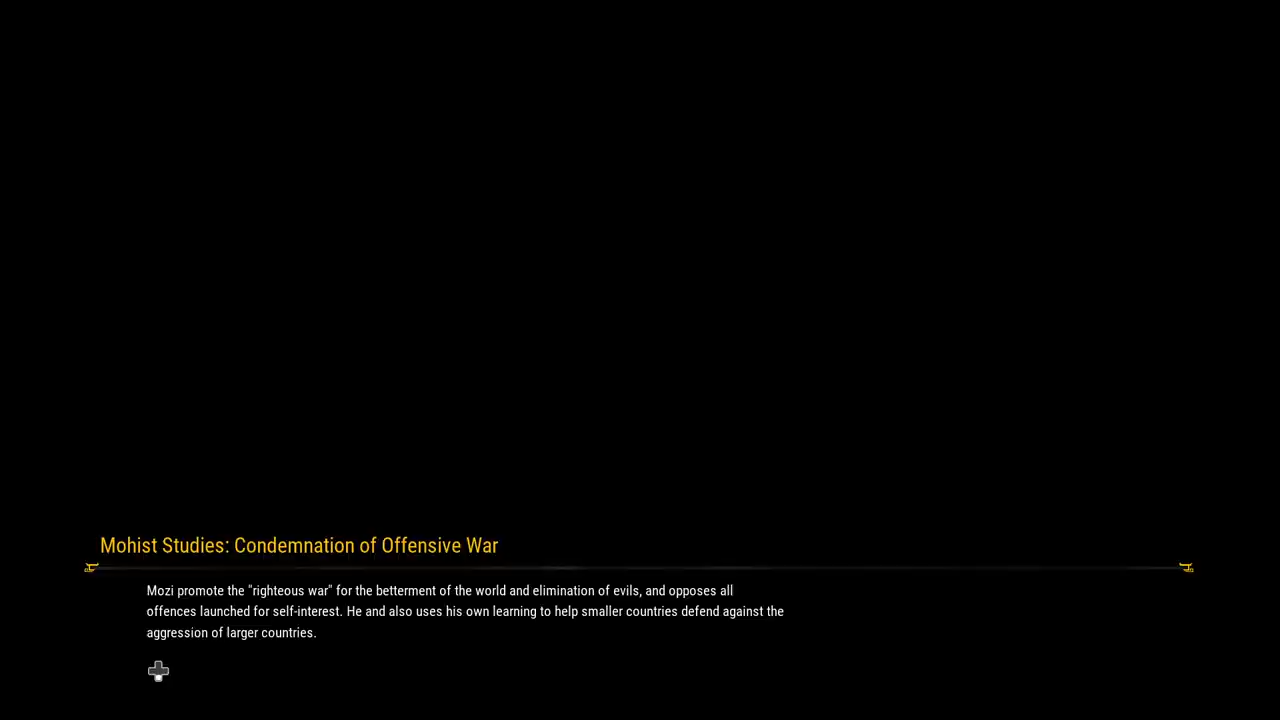 Mohist Studies: Condemnation of Offensive War
Mozi promote the "righteous war" for the betterment of the world and elimination of evils, and opposes all
offences launched for self-interest. He and also uses his own learning to help smaller countries defend against the
aggression of larger countries.